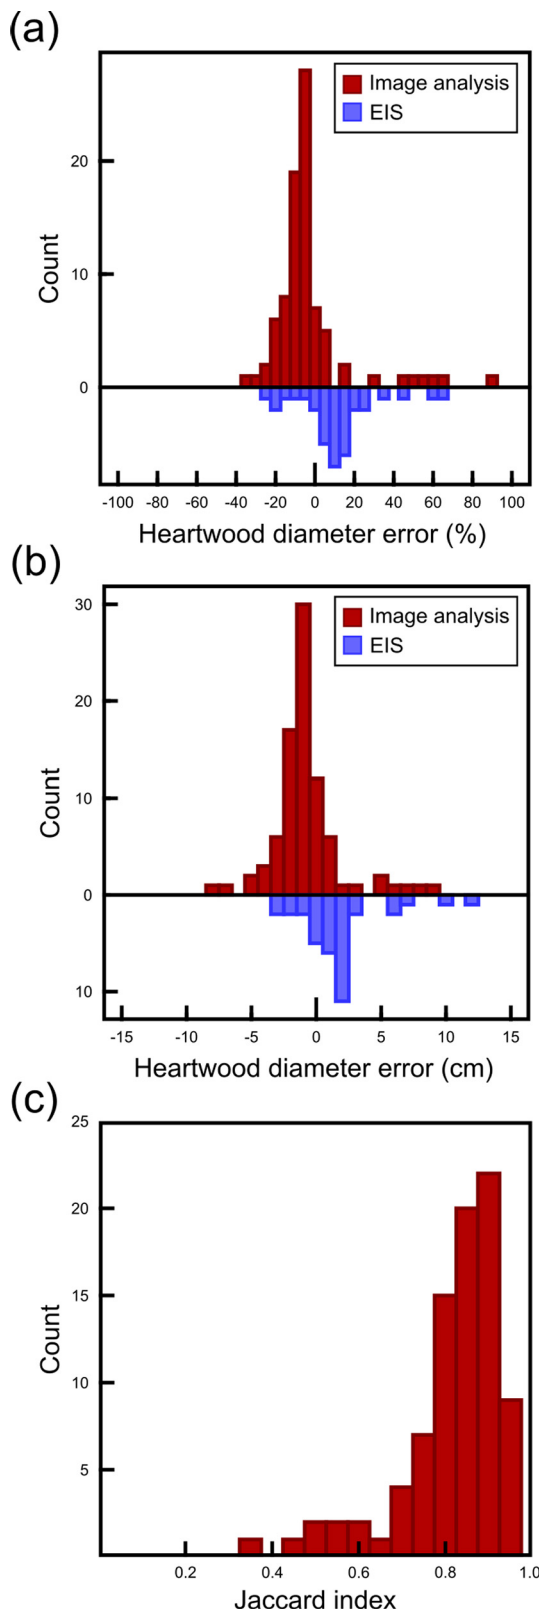 (a)
Image analysis
EIS
20
10
0
Count
-100 -80 -60 -40 -20 0 20 40 60 80 100
Heartwood diameter error (%)
(b)
Image analysis
EIS
30
20
10
0
10
Count
-15 -10 -5 0 5 10 15
Heartwood diameter error (cm)
(c)
25
20
15
10
5
Count
0.2 0.4 0.6 0.8 1.0
Jaccard index